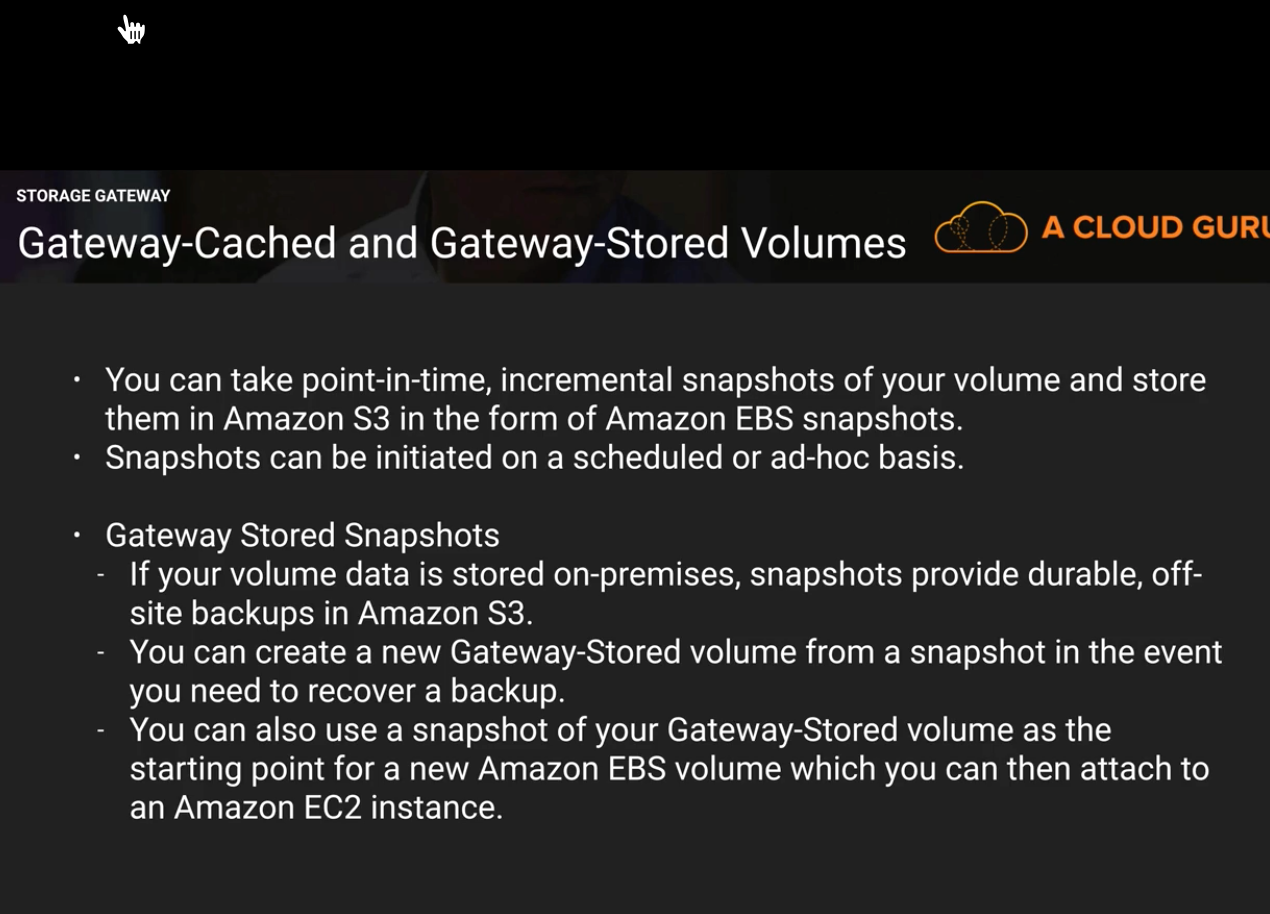 STORAGE GATEWAY
Gateway-Cached and Gateway-Stored Volumes
A CLOUD GURU
• You can take point-in-time, incremental snapshots of your volume and store
them in Amazon S3 in the form of Amazon EBS snapshots.
• Snapshots can be initiated on a scheduled or ad-hoc basis.
• Gateway Stored Snapshots
- If your volume data is stored on-premises, snapshots provide durable, off-
site backups in Amazon S3.
- You can create a new Gateway-Stored volume from a snapshot in the event
you need to recover a backup.
- You can also use a snapshot of your Gateway-Stored volume as the
starting point for a new Amazon EBS volume which you can then attach to
an Amazon EC2 instance.